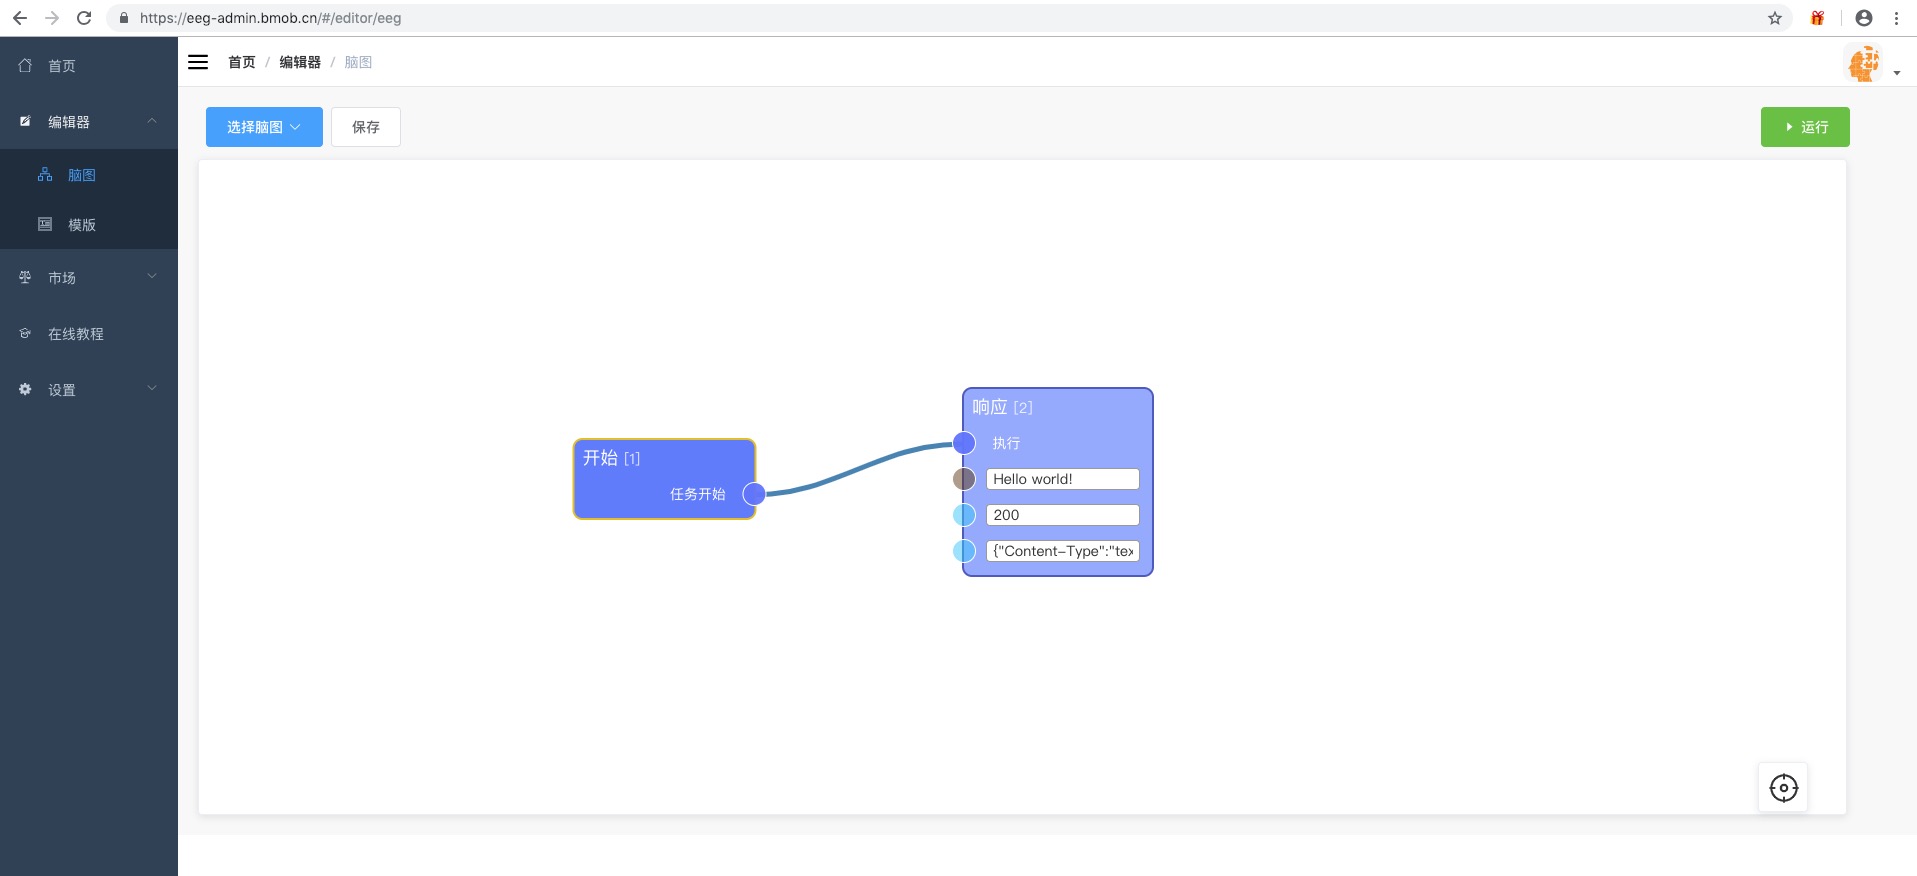 https://eeg-admin.bmob.cn/#/editor/eeg
首页
编辑器
脑图
模版
市场
在线教程
设置
首页 / 编辑器 / 脑图
选择脑图
保存
运行
开始 [1]
任务开始
响应 [2]
执行
Hello world!
200
{"Content-Type":"tex